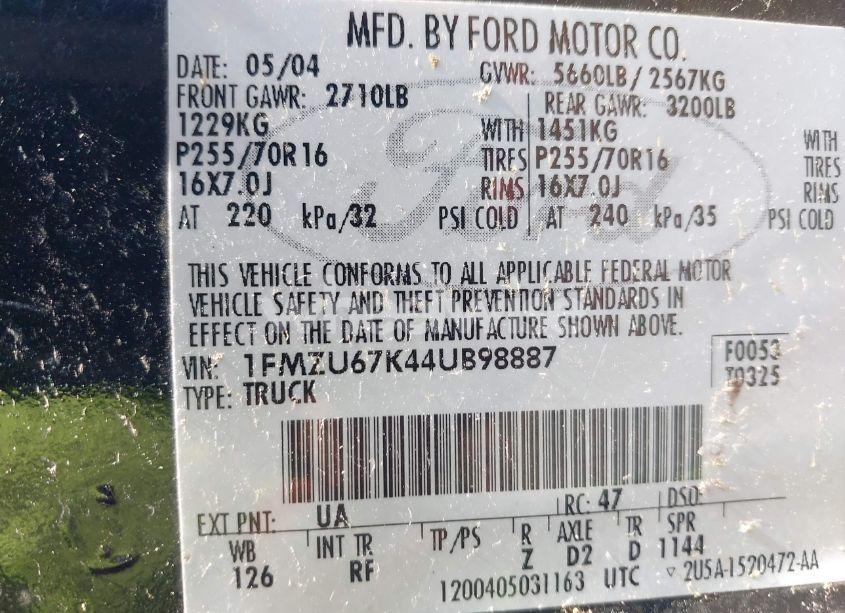 MFD. BY FORD MOTOR CO.
DATE: 05/04 GVWR: 5660LB/2567KG
FRONT GAWR: 2710LB REAR GAWR: 3200LB
1229KG WITH 1451KG WITH
P255/70R16 TIRES P255/70R16 TIRES
16X7.0J RIMS 16X7.0J RIMS
AT 220 kPa/32 PSI COLD AT 240 kPa/35 PSI COLD
Ford
THIS VEHICLE CONFORMS TO ALL APPLICABLE FEDERAL MOTOR
VEHICLE SAFETY AND THEFT PREVENTION STANDARDS IN
EFFECT ON THE DATE OF MANUFACTURE SHOWN ABOVE.
VIN: 1FMZU67K44UB98887 F0053
TYPE: TRUCK T0325
EXT PNT: UA RC: 47 DSO:
WB INT TR TP/PS R AXLE TR SPR
126 RF Z D2 D 1144
1200405031163 UTC ▽ 2U5A-1520472-AA